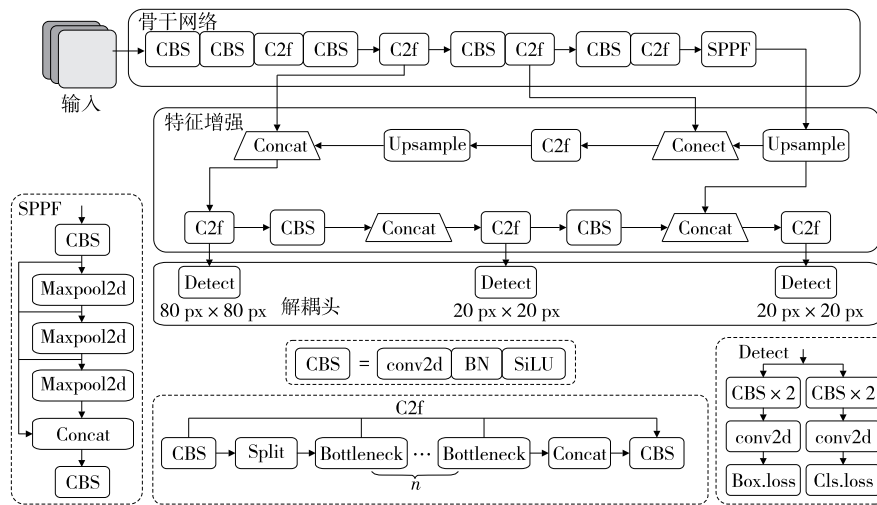 骨干网络
CBS CBS C2f CBS C2f CBS C2f CBS C2f SPPF
输入
特征增强
Concat Upsample C2f Conect Upsample
C2f CBS Concat C2f CBS Concat C2f
Detect Detect Detect
80 px × 80 px 解耦头 20 px × 20 px 20 px × 20 px
SPPF
CBS
Maxpool2d
Maxpool2d
Maxpool2d
Concat
CBS
CBS = conv2d BN SiLU
C2f
CBS Split Bottleneck … Bottleneck Concat CBS
n
Detect
CBS × 2 CBS × 2
conv2d conv2d
Box.loss Cls.loss